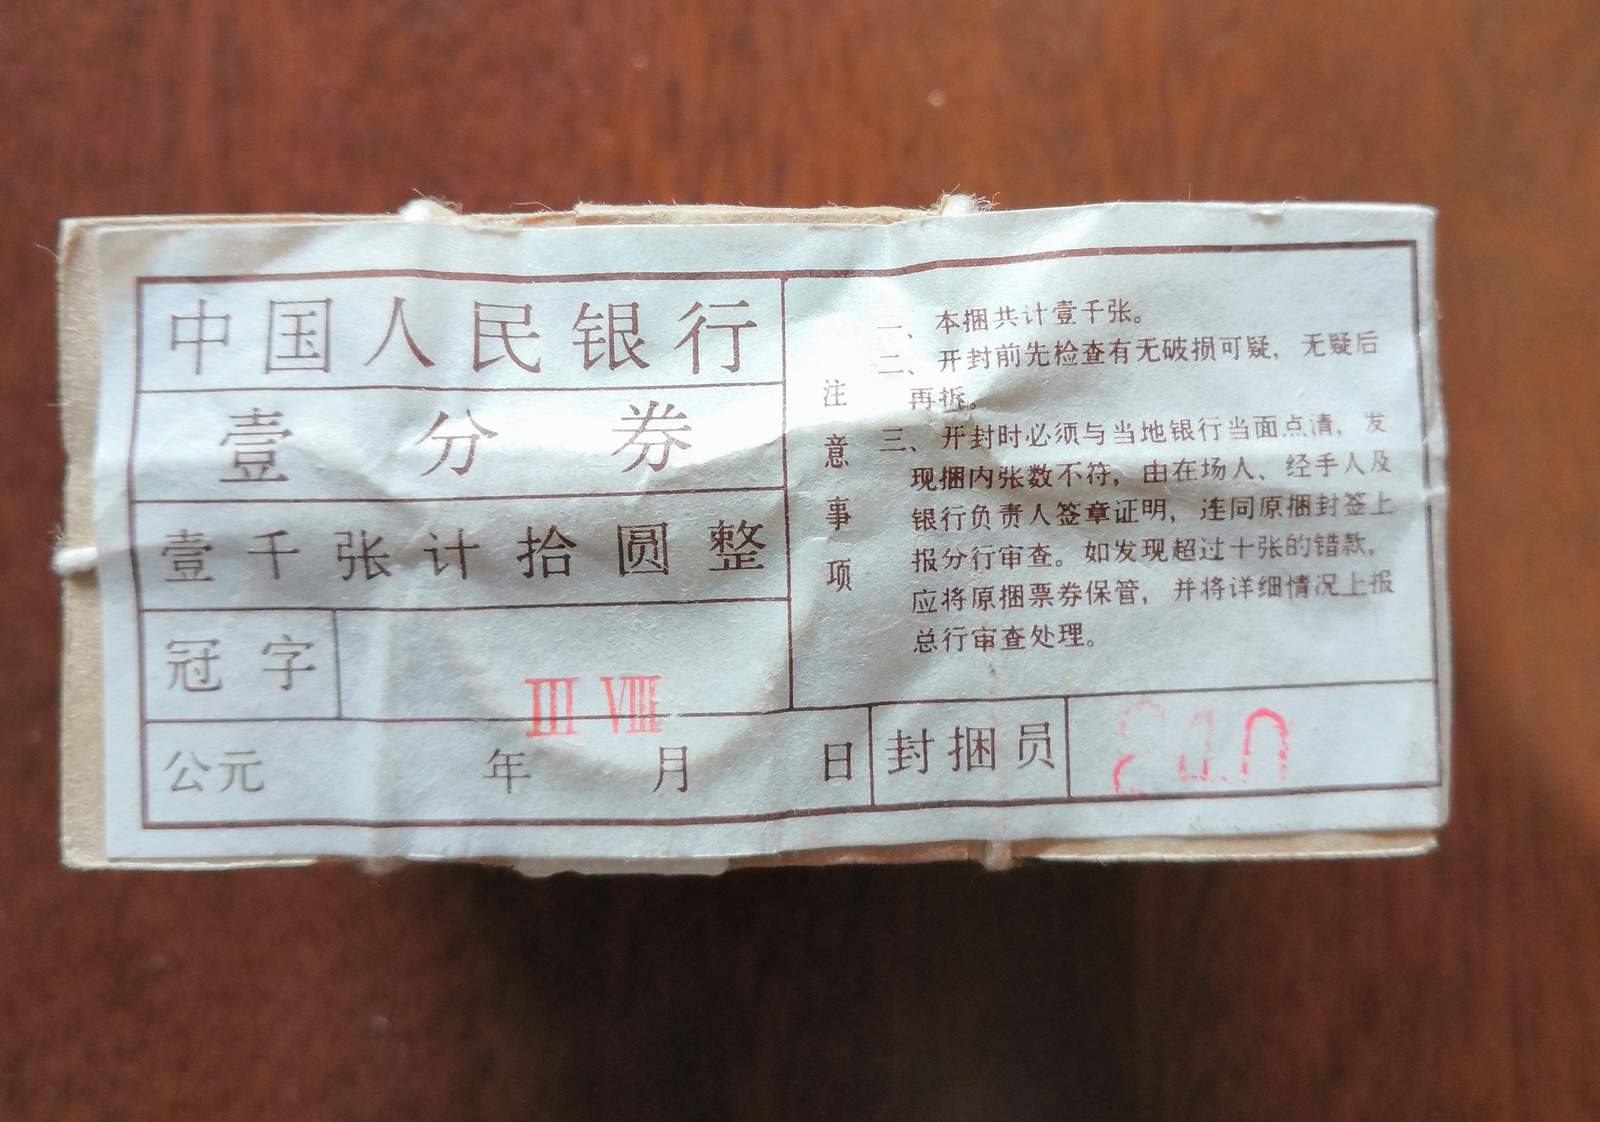 中国人民银行
壹分券
壹千张计拾圆整
冠字
III VIII
公元 年 月 日
注意事项
一、本捆共计壹千张。
二、开封前先检查有无破损可疑，无疑后
再拆。
三、开封时必须与当地银行当面点清，发
现捆内张数不符，由在场人、经手人及
银行负责人签章证明，连同原捆封签上
报分行审查。如发现超过十张的错款，
应将原捆票券保管，并将详细情况上报
总行审查处理。
封捆员